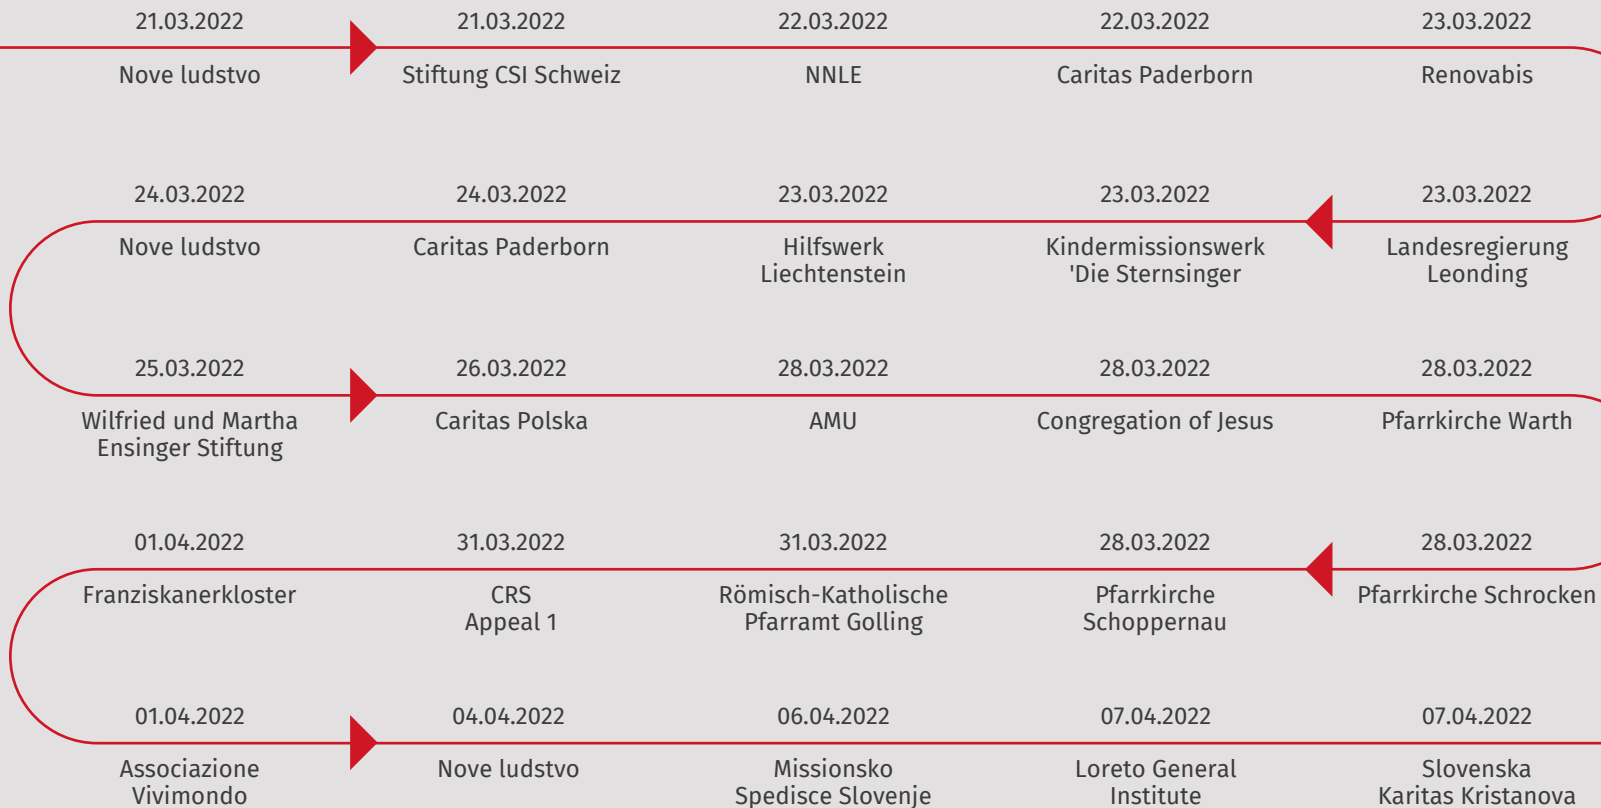 21.03.2022
Nove ludstvo
21.03.2022
Stiftung CSI Schweiz
22.03.2022
NNLE
22.03.2022
Caritas Paderborn
23.03.2022
Renovabis
23.03.2022
Landesregierung
Leonding
23.03.2022
Kindermissionswerk
'Die Sternsinger
23.03.2022
Hilfswerk
Liechtenstein
24.03.2022
Caritas Paderborn
24.03.2022
Nove ludstvo
25.03.2022
Wilfried und Martha
Ensinger Stiftung
26.03.2022
Caritas Polska
28.03.2022
AMU
28.03.2022
Congregation of Jesus
28.03.2022
Pfarrkirche Warth
28.03.2022
Pfarrkirche Schrocken
28.03.2022
Pfarrkirche
Schoppernau
31.03.2022
Römisch-Katholische
Pfarramt Golling
31.03.2022
CRS
Appeal 1
01.04.2022
Franziskanerkloster
01.04.2022
Associazione
Vivimondo
04.04.2022
Nove ludstvo
06.04.2022
Missionsko
Spedisce Slovenje
07.04.2022
Loreto General
Institute
07.04.2022
Slovenska
Karitas Kristanova